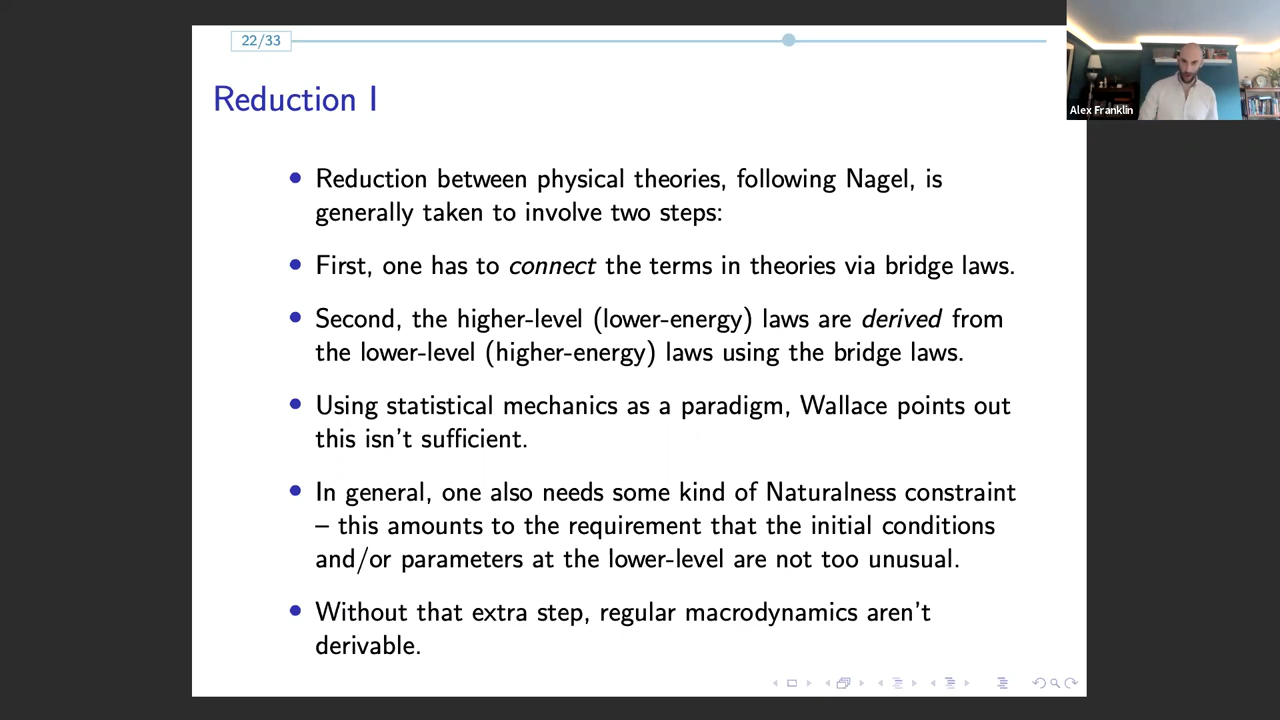 22/33
Alex Franklin
Reduction I
• Reduction between physical theories, following Nagel, is
generally taken to involve two steps:
• First, one has to connect the terms in theories via bridge laws.
• Second, the higher-level (lower-energy) laws are derived from
the lower-level (higher-energy) laws using the bridge laws.
• Using statistical mechanics as a paradigm, Wallace points out
this isn't sufficient.
• In general, one also needs some kind of Naturalness constraint
– this amounts to the requirement that the initial conditions
and/or parameters at the lower-level are not too unusual.
• Without that extra step, regular macrodynamics aren't
derivable.